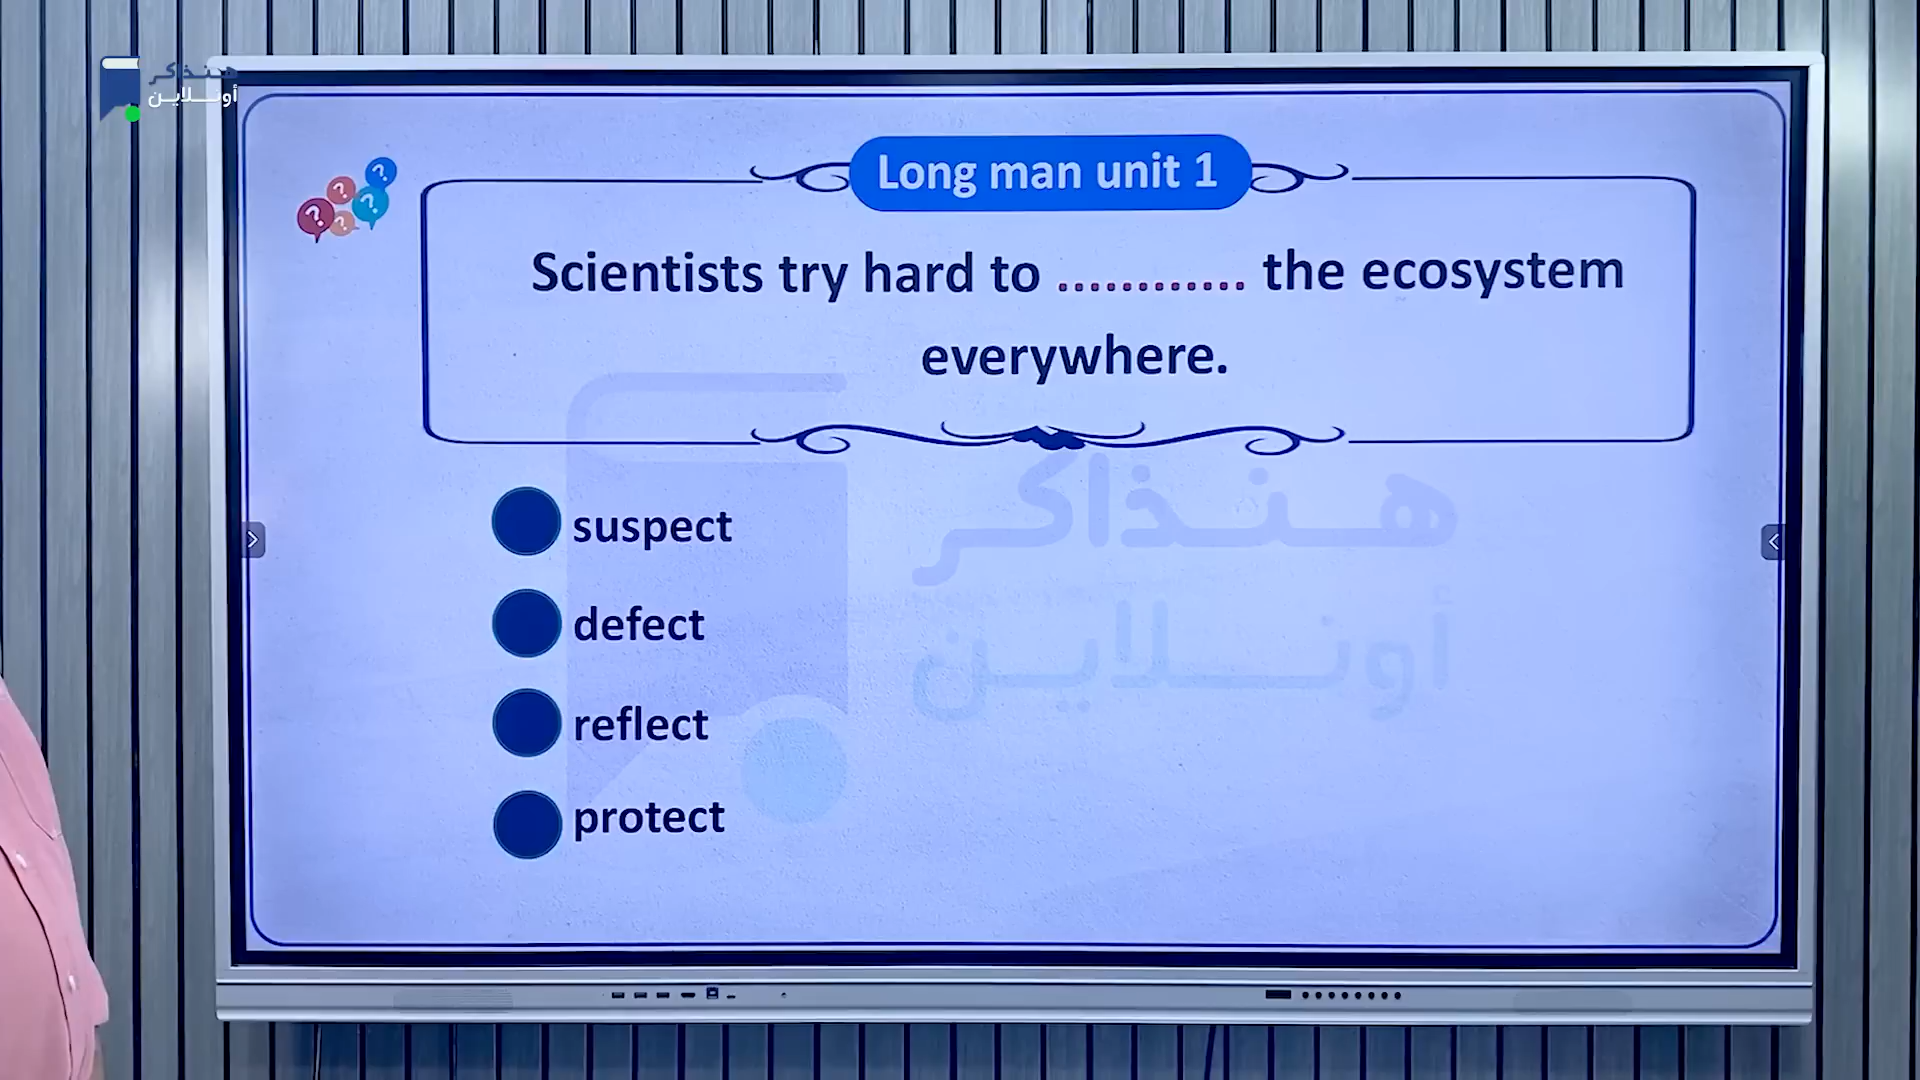 هنذاكر
أونلاين
Long man unit 1
Scientists try hard to ............ the ecosystem
everywhere.
suspect
defect
reflect
protect
هنذاكر
أونلاين